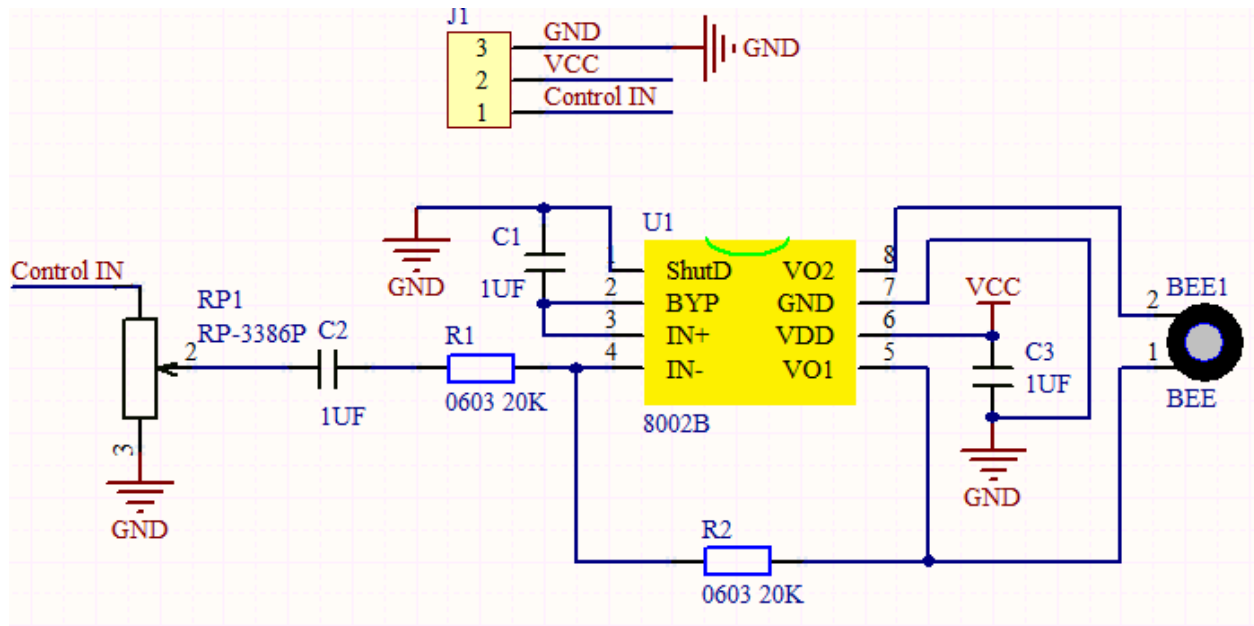 J1
3 GND
GND
2 VCC
1 Control IN
U1
C1
1UF
GND
1 ShutD VO2 8
2 BYP GND 7
3 IN+ VDD 6
4 IN- VO1 5
8002B
Control IN
RP1
RP-3386P
2
3
GND
C2
1UF
R1
0603 20K
VCC
C3
1UF
GND
2 BEE1
1
BEE
R2
0603 20K